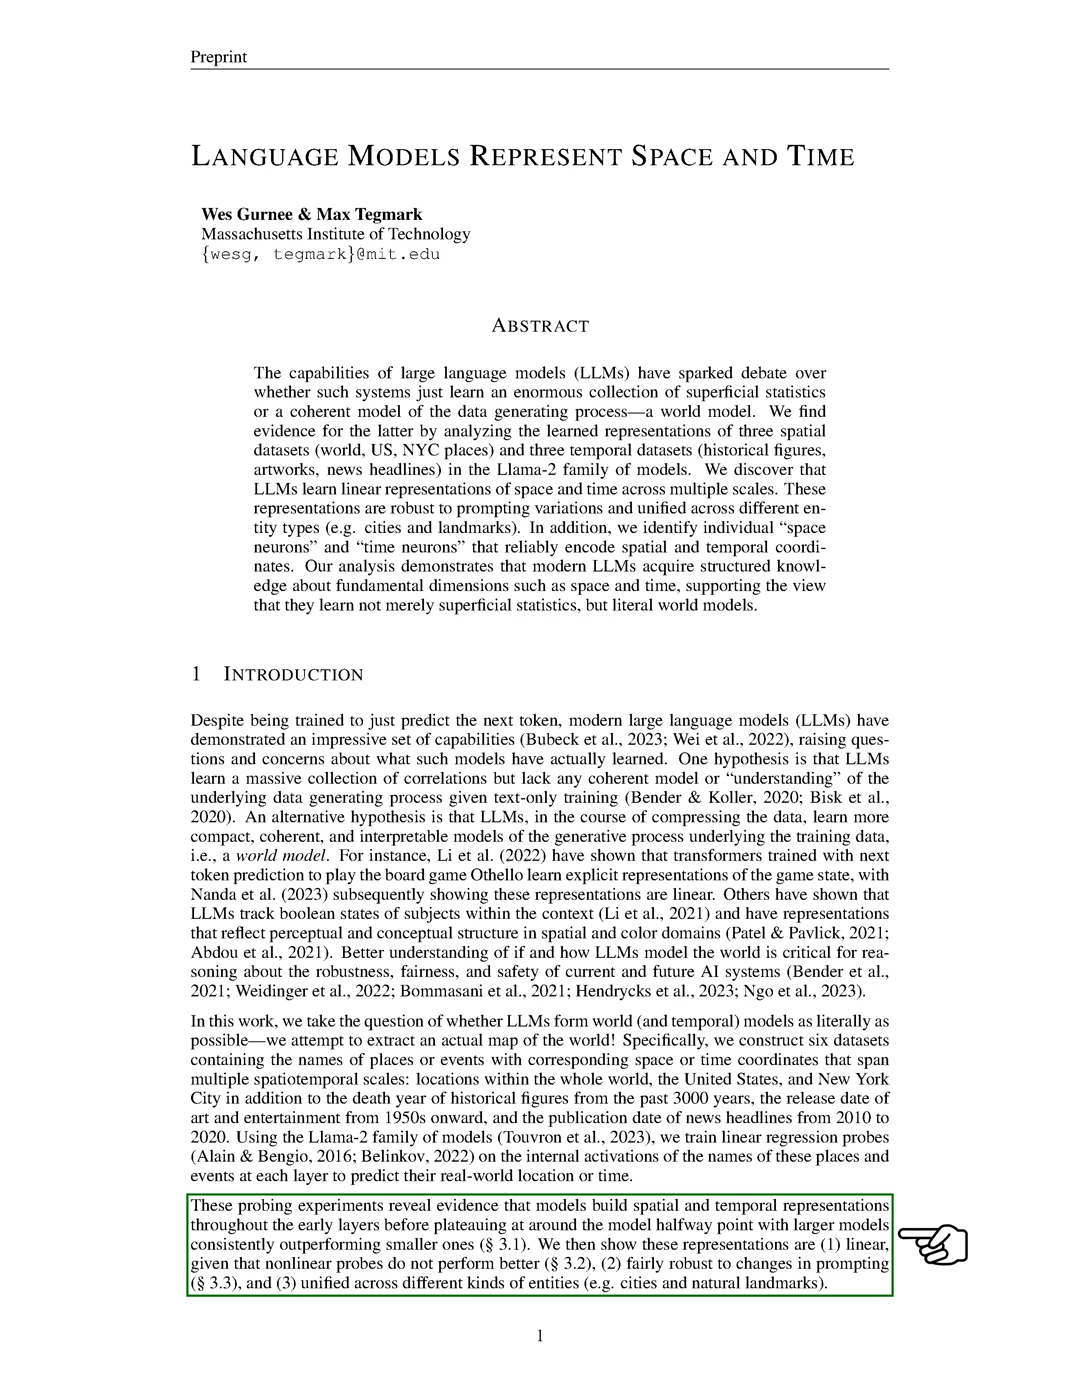 Preprint
LANGUAGE MODELS REPRESENT SPACE AND TIME
Wes Gurnee & Max Tegmark
Massachusetts Institute of Technology
{wesg, tegmark}@mit.edu
ABSTRACT
The capabilities of large language models (LLMs) have sparked debate over
whether such systems just learn an enormous collection of superficial statistics
or a coherent model of the data generating process—a world model. We find
evidence for the latter by analyzing the learned representations of three spatial
datasets (world, US, NYC places) and three temporal datasets (historical figures,
artworks, news headlines) in the Llama-2 family of models. We discover that
LLMs learn linear representations of space and time across multiple scales. These
representations are robust to prompting variations and unified across different en-
tity types (e.g. cities and landmarks). In addition, we identify individual “space
neurons” and “time neurons” that reliably encode spatial and temporal coordi-
nates. Our analysis demonstrates that modern LLMs acquire structured knowl-
edge about fundamental dimensions such as space and time, supporting the view
that they learn not merely superficial statistics, but literal world models.
1 INTRODUCTION
Despite being trained to just predict the next token, modern large language models (LLMs) have
demonstrated an impressive set of capabilities (Bubeck et al., 2023; Wei et al., 2022), raising ques-
tions and concerns about what such models have actually learned. One hypothesis is that LLMs
learn a massive collection of correlations but lack any coherent model or “understanding” of the
underlying data generating process given text-only training (Bender & Koller, 2020; Bisk et al.,
2020). An alternative hypothesis is that LLMs, in the course of compressing the data, learn more
compact, coherent, and interpretable models of the generative process underlying the training data,
i.e., a world model. For instance, Li et al. (2022) have shown that transformers trained with next
token prediction to play the board game Othello learn explicit representations of the game state, with
Nanda et al. (2023) subsequently showing these representations are linear. Others have shown that
LLMs track boolean states of subjects within the context (Li et al., 2021) and have representations
that reflect perceptual and conceptual structure in spatial and color domains (Patel & Pavlick, 2021;
Abdou et al., 2021). Better understanding of if and how LLMs model the world is critical for rea-
soning about the robustness, fairness, and safety of current and future AI systems (Bender et al.,
2021; Weidinger et al., 2022; Bommasani et al., 2021; Hendrycks et al., 2023; Ngo et al., 2023).
In this work, we take the question of whether LLMs form world (and temporal) models as literally as
possible—we attempt to extract an actual map of the world! Specifically, we construct six datasets
containing the names of places or events with corresponding space or time coordinates that span
multiple spatiotemporal scales: locations within the whole world, the United States, and New York
City in addition to the death year of historical figures from the past 3000 years, the release date of
art and entertainment from 1950s onward, and the publication date of news headlines from 2010 to
2020. Using the Llama-2 family of models (Touvron et al., 2023), we train linear regression probes
(Alain & Bengio, 2016; Belinkov, 2022) on the internal activations of the names of these places and
events at each layer to predict their real-world location or time.
These probing experiments reveal evidence that models build spatial and temporal representations
throughout the early layers before plateauing at around the model halfway point with larger models
consistently outperforming smaller ones (§ 3.1). We then show these representations are (1) linear,
given that nonlinear probes do not perform better (§ 3.2), (2) fairly robust to changes in prompting
(§ 3.3), and (3) unified across different kinds of entities (e.g. cities and natural landmarks).
1